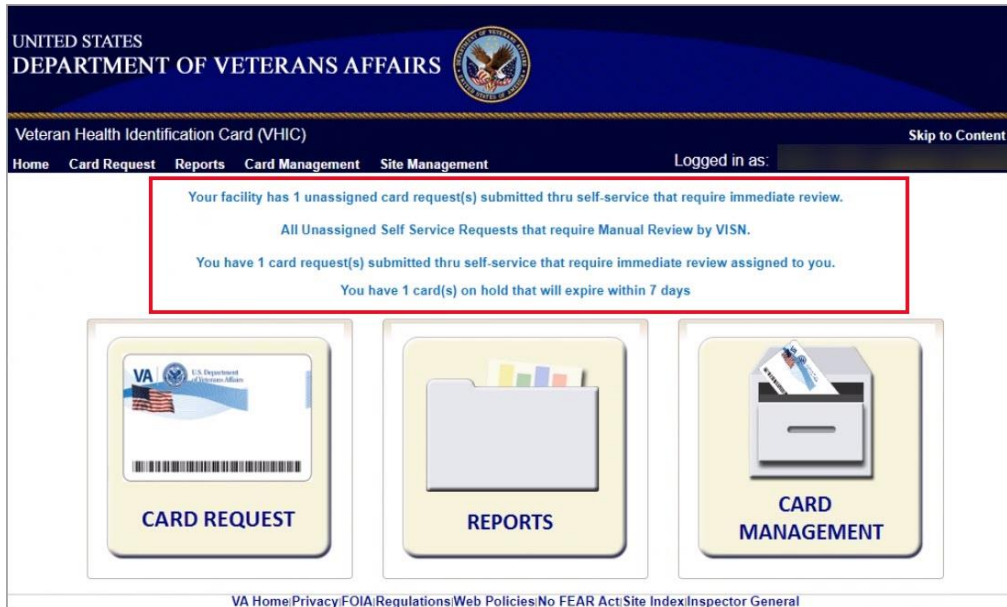 UNITED STATES
DEPARTMENT OF VETERANS AFFAIRS
Veteran Health Identification Card (VHIC)
Skip to Content
Home Card Request Reports Card Management Site Management
Logged in as:
Your facility has 1 unassigned card request(s) submitted thru self-service that require immediate review.
All Unassigned Self Service Requests that require Manual Review by VISN.
You have 1 card request(s) submitted thru self-service that require immediate review assigned to you.
You have 1 card(s) on hold that will expire within 7 days
VA
U.S. Department
of Veterans Affairs
CARD REQUEST
REPORTS
CARD
MANAGEMENT
VA Home|Privacy|FOIA|Regulations|Web Policies|No FEAR Act|Site Index|Inspector General